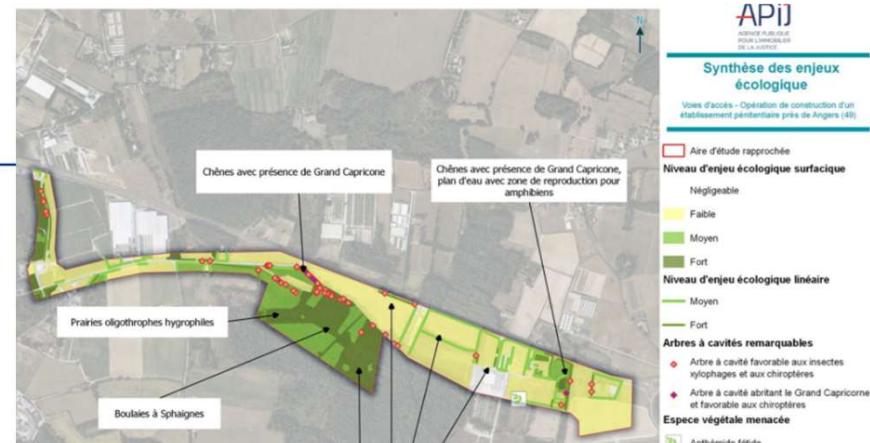 N
Chênes avec présence de Grand Capricone
Chênes avec présence de Grand Capricone,
plan d'eau avec zone de reproduction pour
amphibiens
Prairies oligothrophes hygrophiles
Boulaies à Sphaignes
APIJ
AGENCE PUBLIQUE
POUR L'IMMOBILIER
DE LA JUSTICE
Synthèse des enjeux
écologique
Voies d'accès - Opération de construction d'un
établissement pénitentiaire près de Angers (49)
Aire d'étude rapprochée
Niveau d'enjeu écologique surfacique
Négligeable
Faible
Moyen
Fort
Niveau d'enjeu écologique linéaire
Moyen
Fort
Arbres à cavités remarquables
Arbre à cavité favorable aux insectes
xylophages et aux chiroptères
Arbre à cavité abritant le Grand Capricorne
et favorable aux chiroptères
Espece végétale menacée
Anthémide fétide